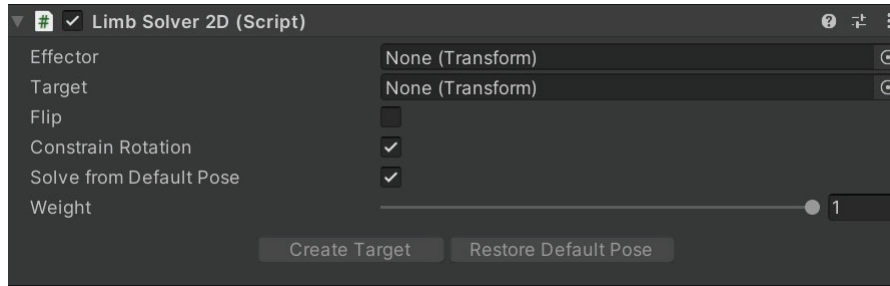 # Limb Solver 2D (Script)
Effector None (Transform)
Target None (Transform)
Flip
Constrain Rotation
Solve from Default Pose
Weight 1
Create Target Restore Default Pose